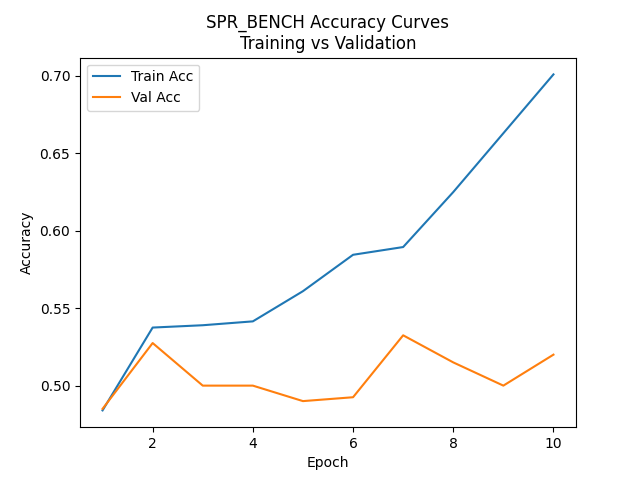 SPR_BENCH Accuracy Curves
Training vs Validation
Train Acc
Val Acc
0.70
0.65
0.60
0.55
0.50
Accuracy
2
4
6
8
10
Epoch